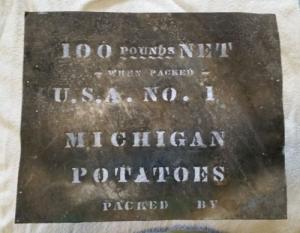 100 POUNDS NET
- WHEN PACKED -
U.S.A. NO. 1
MICHIGAN
POTATOES
PACKED BY